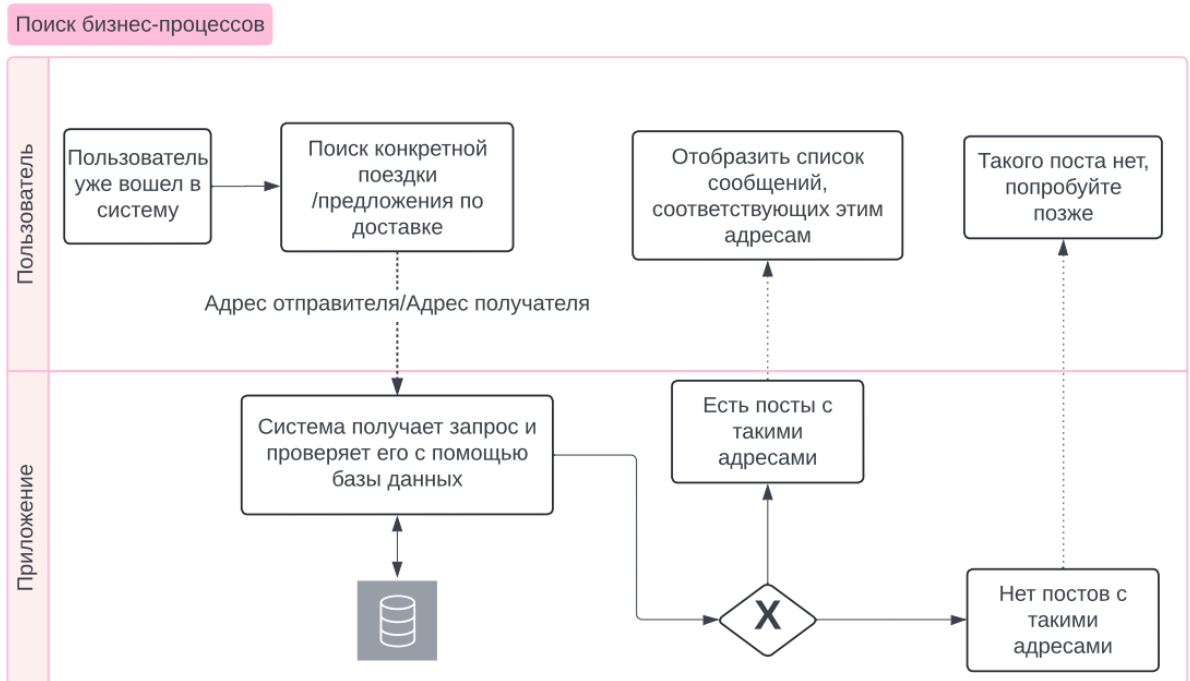 Поиск бизнес-процессов
Пользователь
Пользователь
уже вошел в
систему
Поиск конкретной
поездки
/предложения по
доставке
Отобразить список
сообщений,
соответствующих этим
адресам
Такого поста нет,
попробуйте
позже
Адрес отправителя/Адрес получателя
Приложение
Система получает запрос и
проверяет его с помощью
базы данных
Есть посты с
такими
адресами
X
Нет постов с
такими
адресами